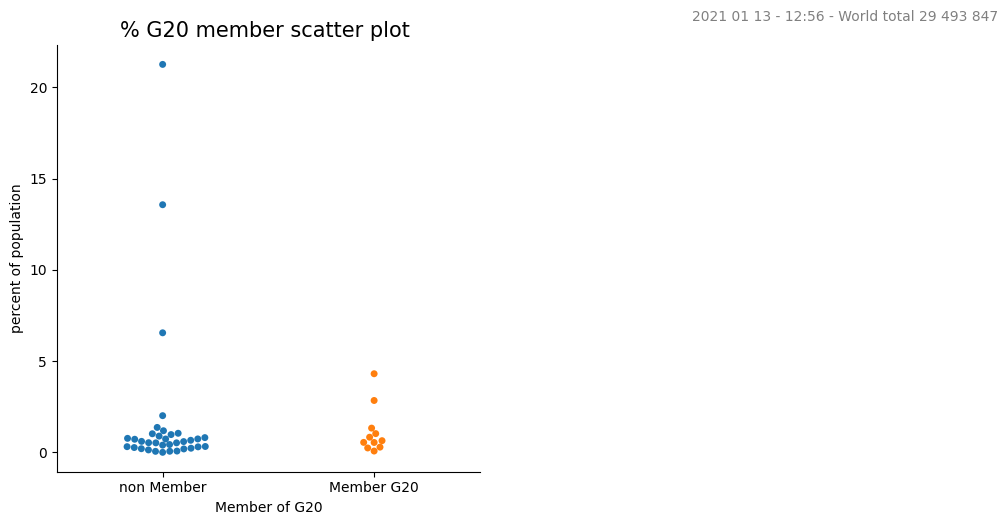 2021 01 13 - 12:56 - World total 29 493 847
% G20 member scatter plot
percent of population
20
15
10
5
0
non Member
Member G20
Member of G20